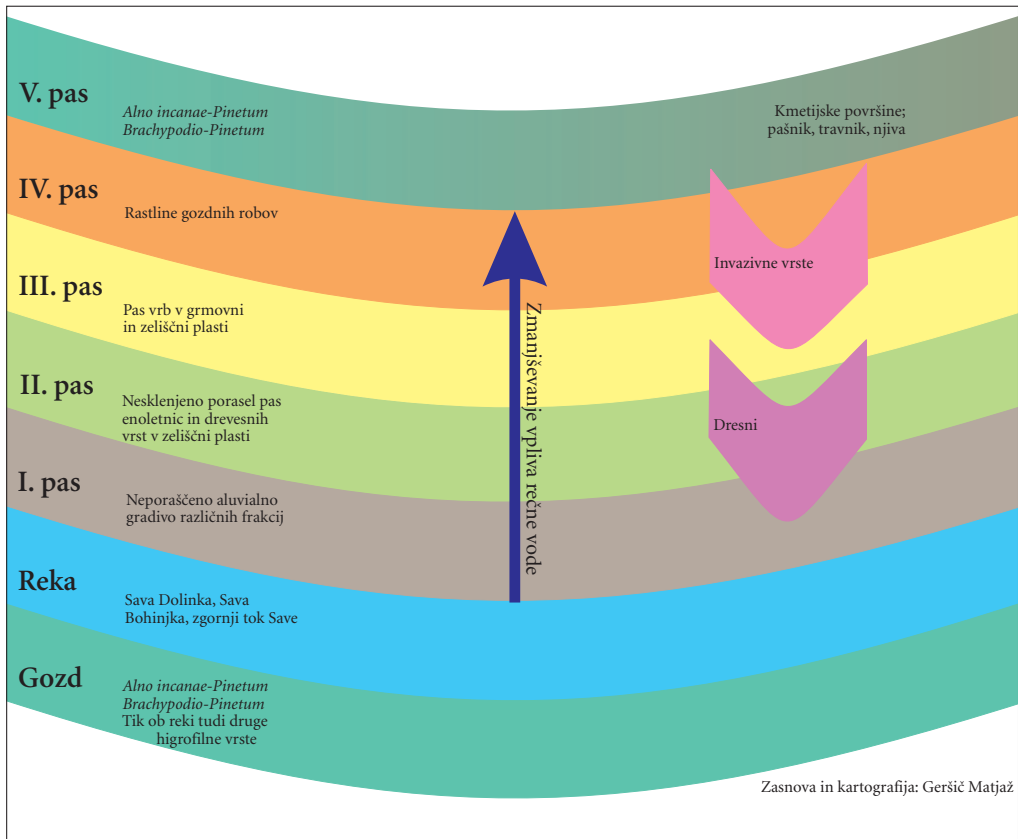 V. pas
Alno incanae-Pinetum
Brachypodio-Pinetum
Kmetijske površine;
pašnik, travnik, njiva
IV. pas
Rastline gozdnih robov
Invazivne vrste
III. pas
Pas vrb v grmovni
in zeliščni plasti
Zmanjševanje vpliva rečne vode
II. pas
Nesklenjeno porasel pas
enoletnic in drevesnih
vrst v zeliščni plasti
Dresni
I. pas
Neporaščeno aluvialno
gradivo različnih frakcij
Reka
Sava Dolinka, Sava
Bohinjka, zgornji tok Save
Gozd
Alno incanae-Pinetum
Brachypodio-Pinetum
Tik ob reki tudi druge
higrofilne vrste
Zasnova in kartografija: Geršič Matjaž